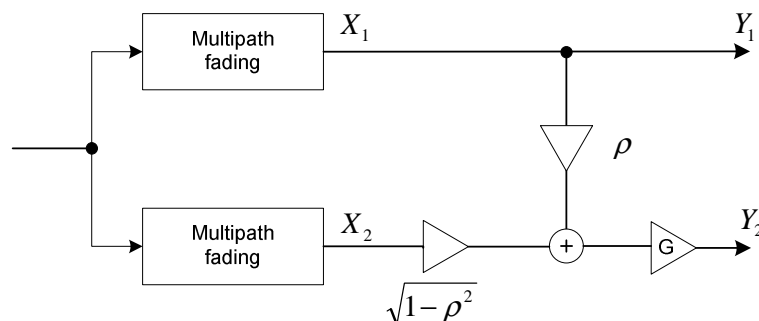 Multipath
fading
X₁
Y₁
ρ
Multipath
fading
X₂
√(1−ρ²)
+
G
Y₂